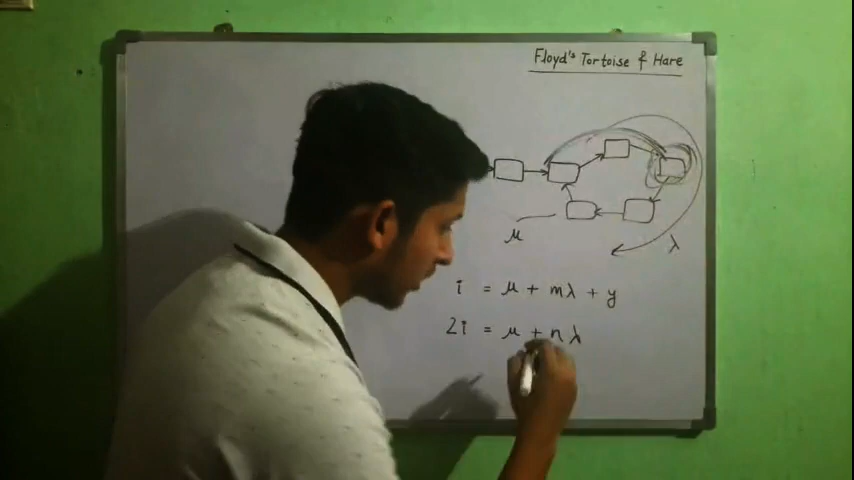 Floyd's Tortoise & Hare
μ
λ
i = μ + mλ + y
2i = μ + nλ